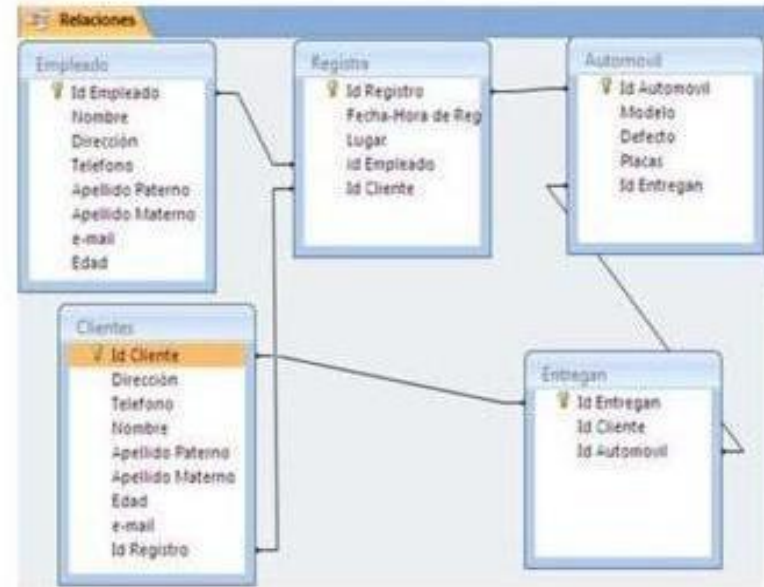 Relaciones
Empleado
Id Empleado
Nombre
Dirección
Telefono
Apellido Paterno
Apellido Materno
e-mail
Edad
Registra
Id Registro
Fecha-Hora de Reg
Lugar
Id Empleado
Id Cliente
Automovil
Id Automovil
Modelo
Defecto
Placas
Id Entregan
Clientes
Id Cliente
Dirección
Telefono
Nombre
Apellido Paterno
Apellido Materno
Edad
e-mail
Id Registro
Entregan
Id Entregan
Id Cliente
Id Automovil